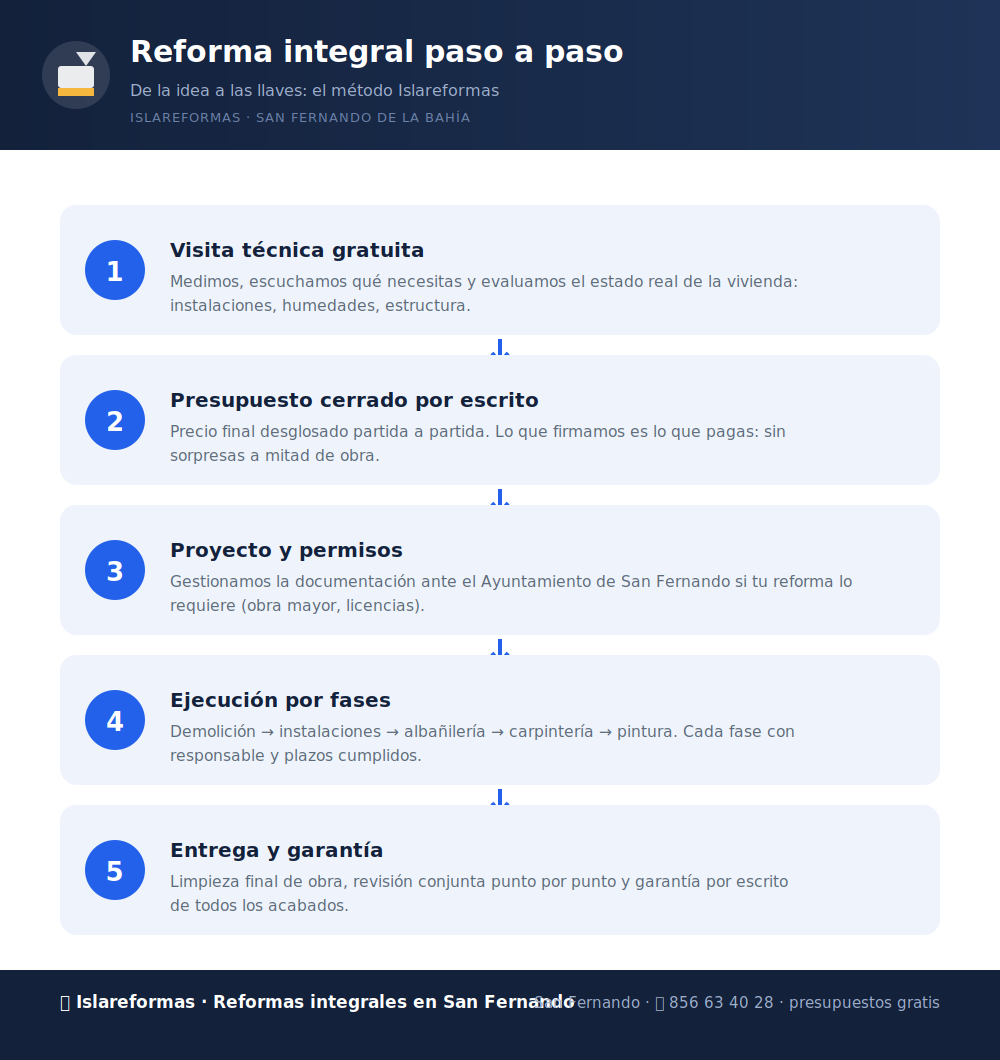 Reforma integral paso a paso
De la idea a las llaves: el método Islareformas
ISLAREFORMAS · SAN FERNANDO DE LA BAHÍA
1
Visita técnica gratuita
Medimos, escuchamos qué necesitas y evaluamos el estado real de la vivienda:
instalaciones, humedades, estructura.
2
Presupuesto cerrado por escrito
Precio final desglosado partida a partida. Lo que firmamos es lo que pagas: sin
sorpresas a mitad de obra.
3
Proyecto y permisos
Gestionamos la documentación ante el Ayuntamiento de San Fernando si tu reforma lo
requiere (obra mayor, licencias).
4
Ejecución por fases
Demolición → instalaciones → albañilería → carpintería → pintura. Cada fase con
responsable y plazos cumplidos.
5
Entrega y garantía
Limpieza final de obra, revisión conjunta punto por punto y garantía por escrito
de todos los acabados.
Islareformas · Reformas integrales en San Fernando
San Fernando · 856 63 40 28 · presupuestos gratis